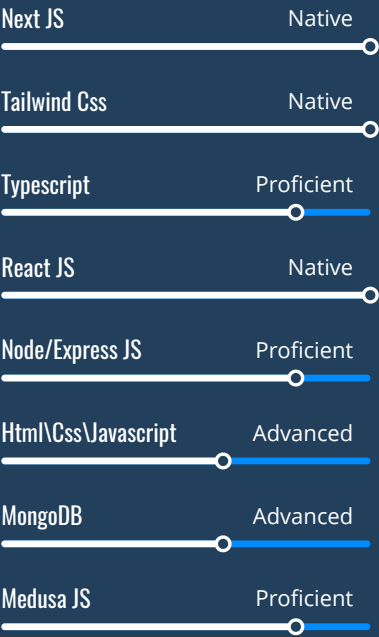 Next JS Native
Tailwind Css Native
Typescript Proficient
React JS Native
Node/Express JS Proficient
Html\Css\Javascript Advanced
MongoDB Advanced
Medusa JS Proficient